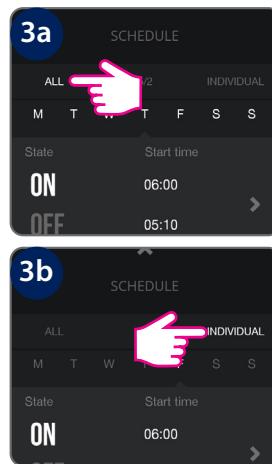 3a
SCHEDULE
ALL /2 INDIVIDUAL
M T W T F S S
State Start time
ON 06:00
OFF 05:10
3b
SCHEDULE
ALL INDIVIDUAL
M T W T F S S
State Start time
ON 06:00